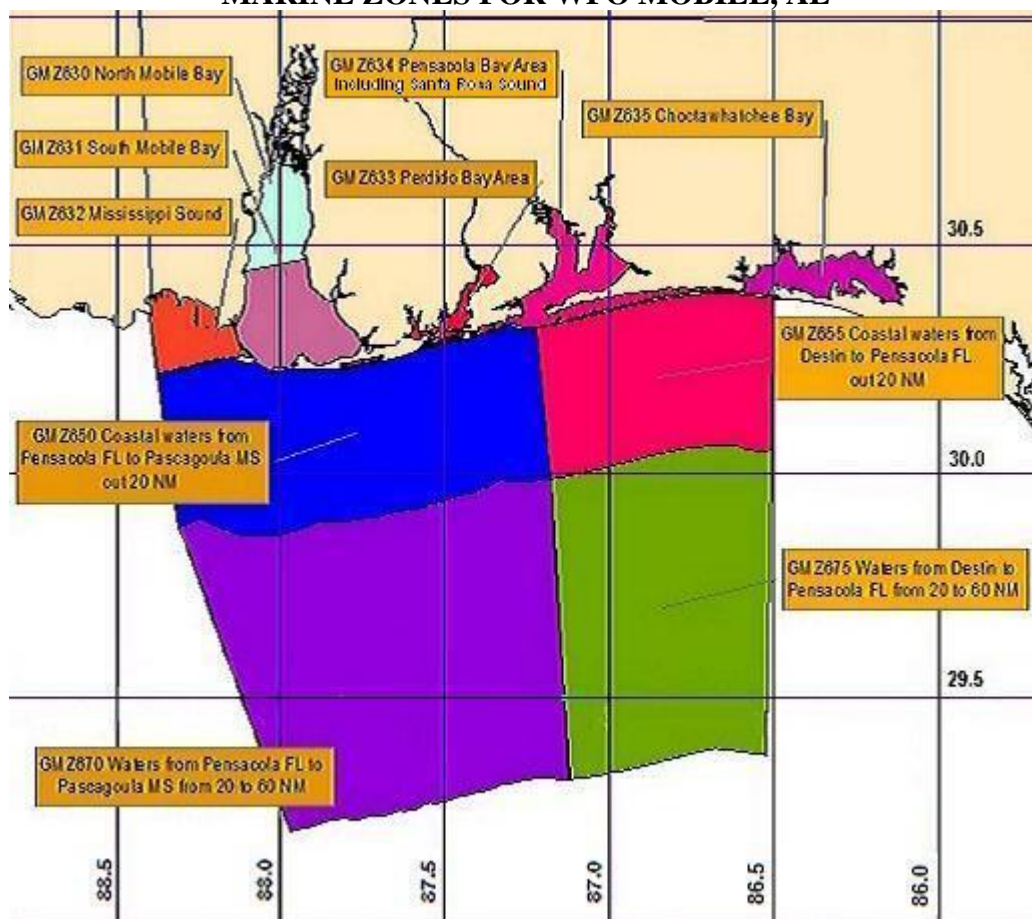 MARINE ZONES FOR WFO MOBILE, AL
GMZ630 North Mobile Bay
GMZ634 Pensacola Bay Area
Including Santa Rosa Sound
GMZ635 Choctawhatchee Bay
GMZ631 South Mobile Bay
GMZ633 Perdido Bay Area
GMZ632 Mississippi Sound
30.5
GMZ655 Coastal waters from
Destin to Pensacola FL
out 20 NM
GMZ650 Coastal waters from
Pensacola FL to Pascagoula MS
out 20 NM
30.0
GMZ675 Waters from Destin to
Pensacola FL from 20 to 60 NM
29.5
GMZ670 Waters from Pensacola FL to
Pascagoula MS from 20 to 60 NM
88.5
88.0
87.5
87.0
86.5
86.0